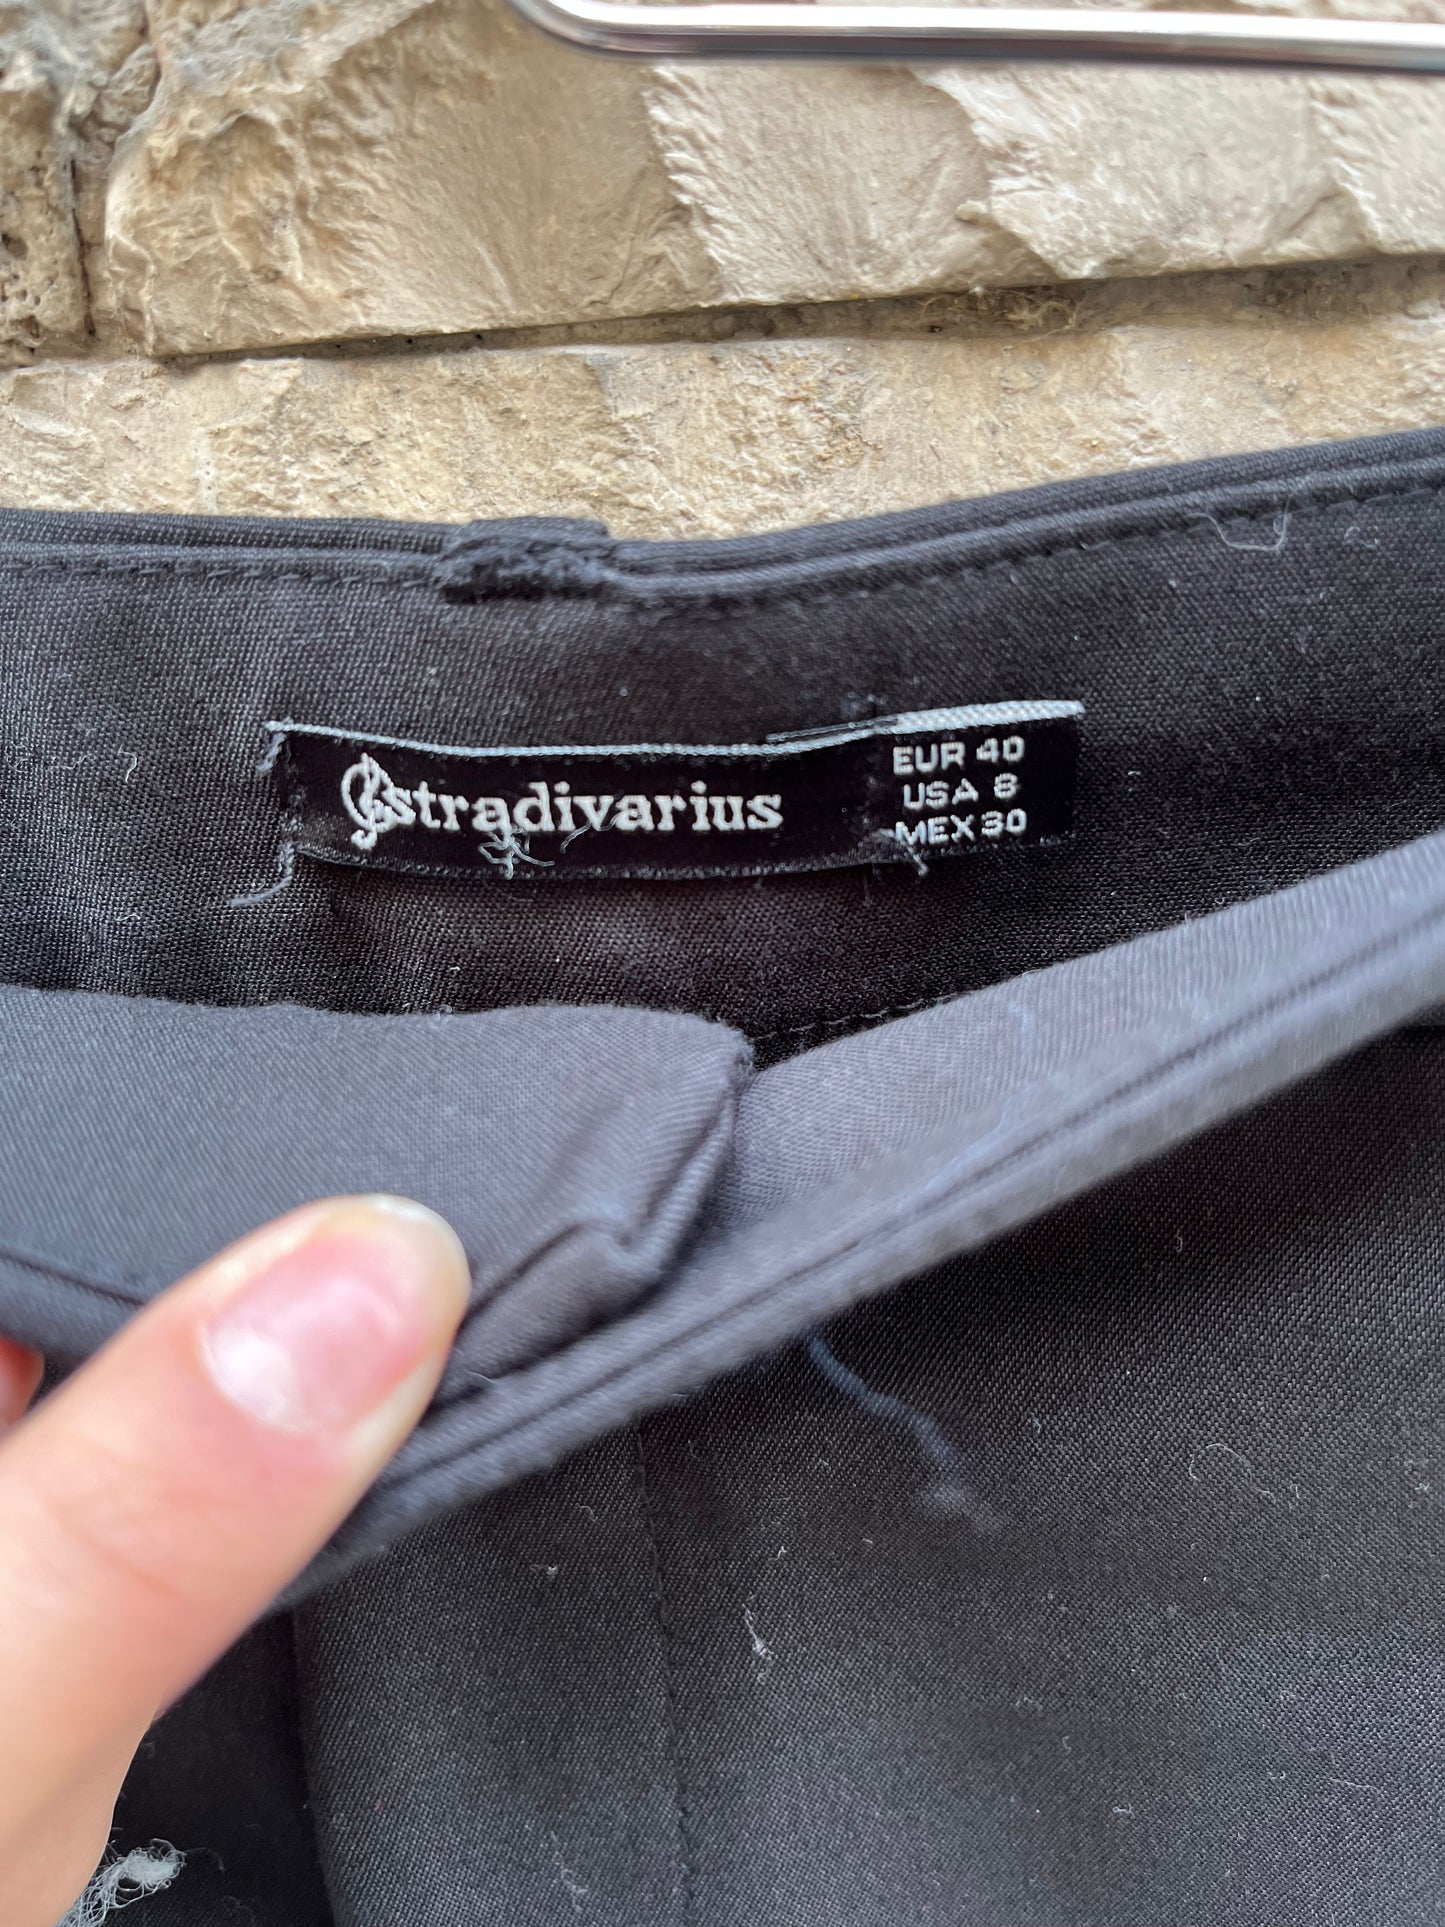 stradivarius
EUR 40
USA 8
MEX 30